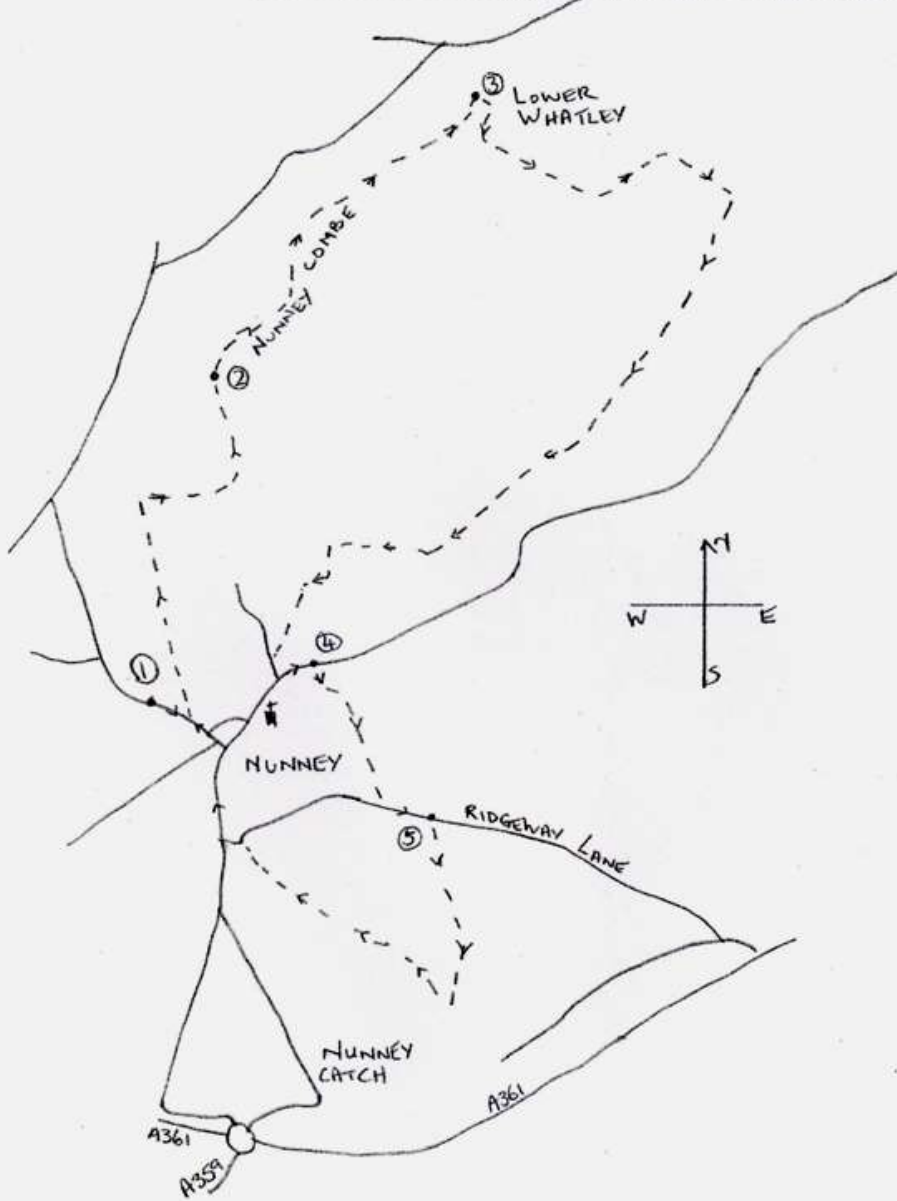 ③
LOWER
WHATLEY
NUNNEY COMBE
②
N
W
E
S
④
①
NUNNEY
⑤
RIDGEWAY LANE
NUNNEY
CATCH
A361
A361
A359